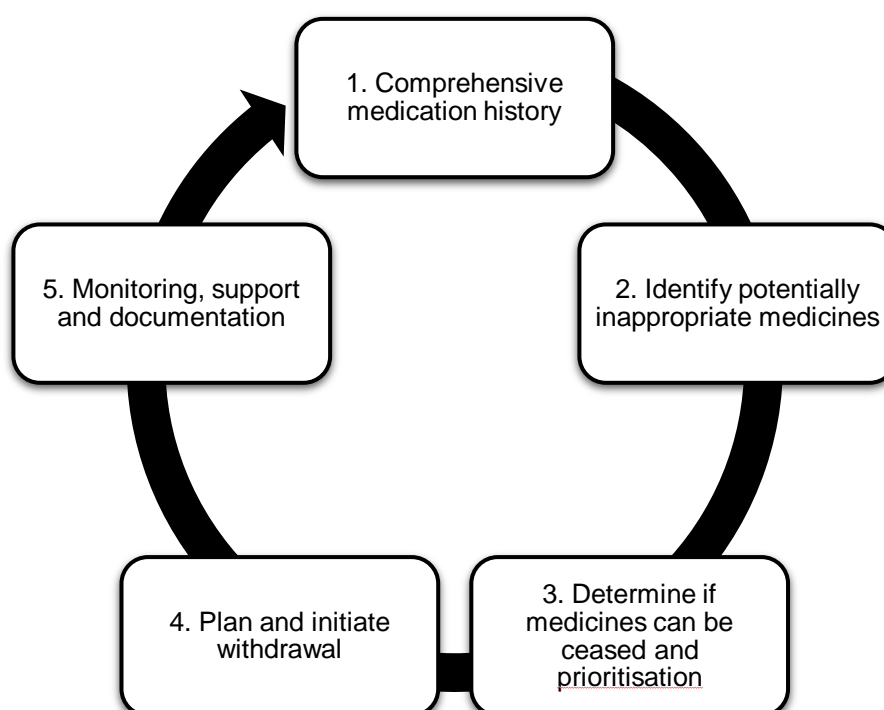 1. Comprehensive
medication history
2. Identify potentially
inappropriate medicines
3. Determine if
medicines can be
ceased and
prioritisation
4. Plan and initiate
withdrawal
5. Monitoring, support
and documentation